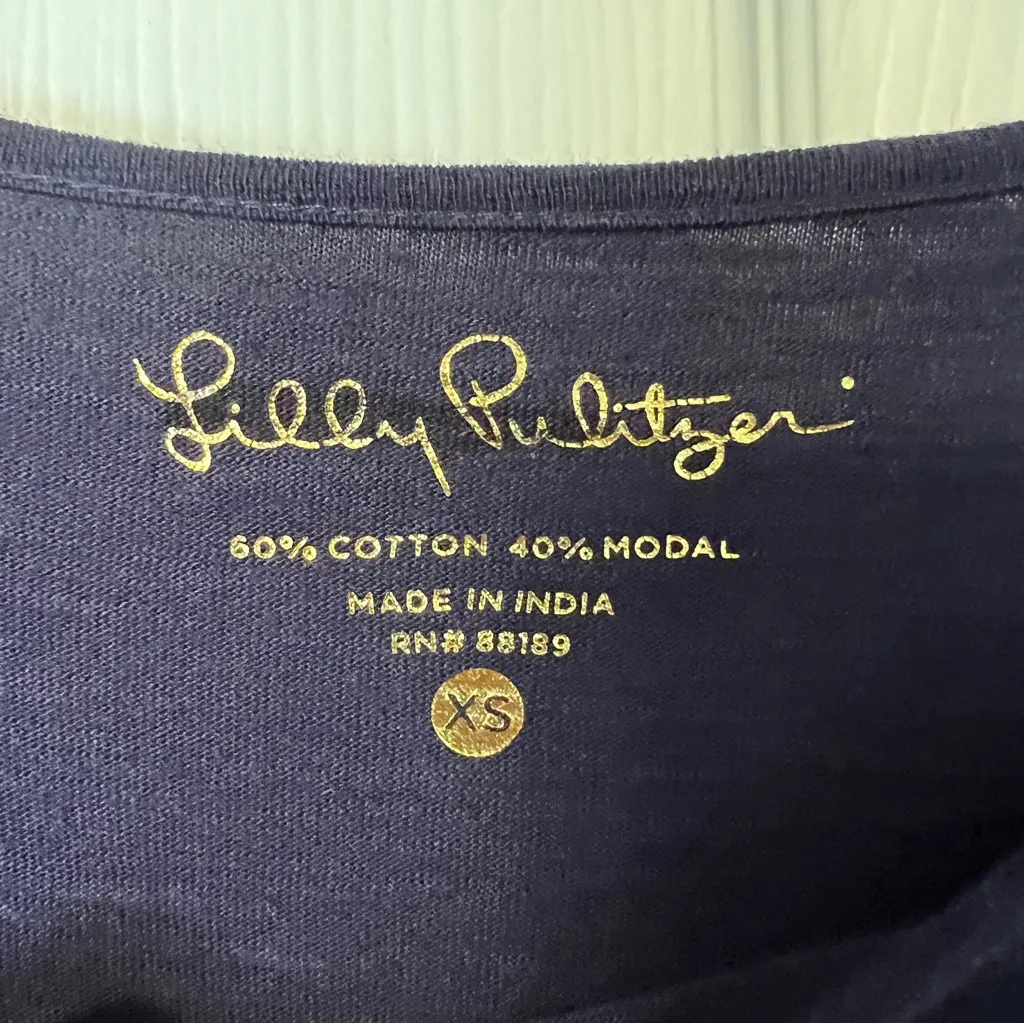 Lilly Pulitzer
60% COTTON 40% MODAL
MADE IN INDIA
RN# 88189
XS